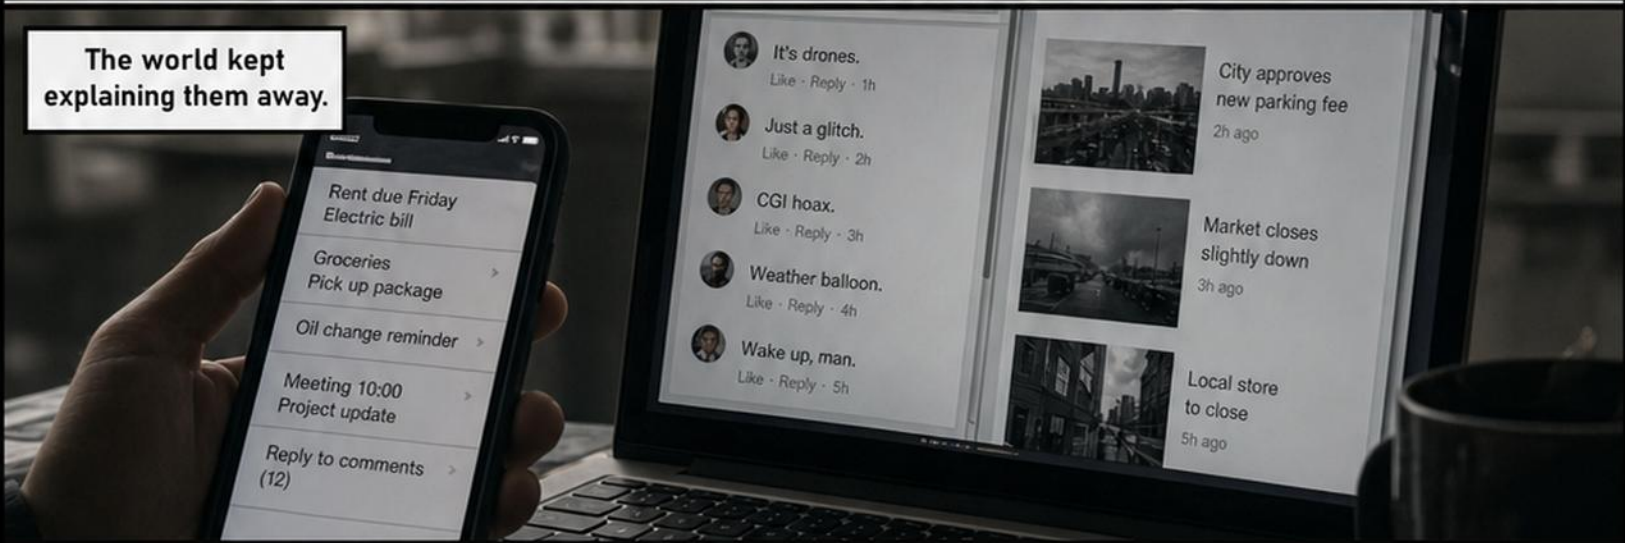 The world kept
explaining them away.
Rent due Friday
Electric bill
Groceries
Pick up package
Oil change reminder
Meeting 10:00
Project update
Reply to comments
(12)
It's drones.
Like · Reply · 1h
Just a glitch.
Like · Reply · 2h
CGI hoax.
Like · Reply · 3h
Weather balloon.
Like · Reply · 4h
Wake up, man.
Like · Reply · 5h
City approves
new parking fee
2h ago
Market closes
slightly down
3h ago
Local store
to close
5h ago